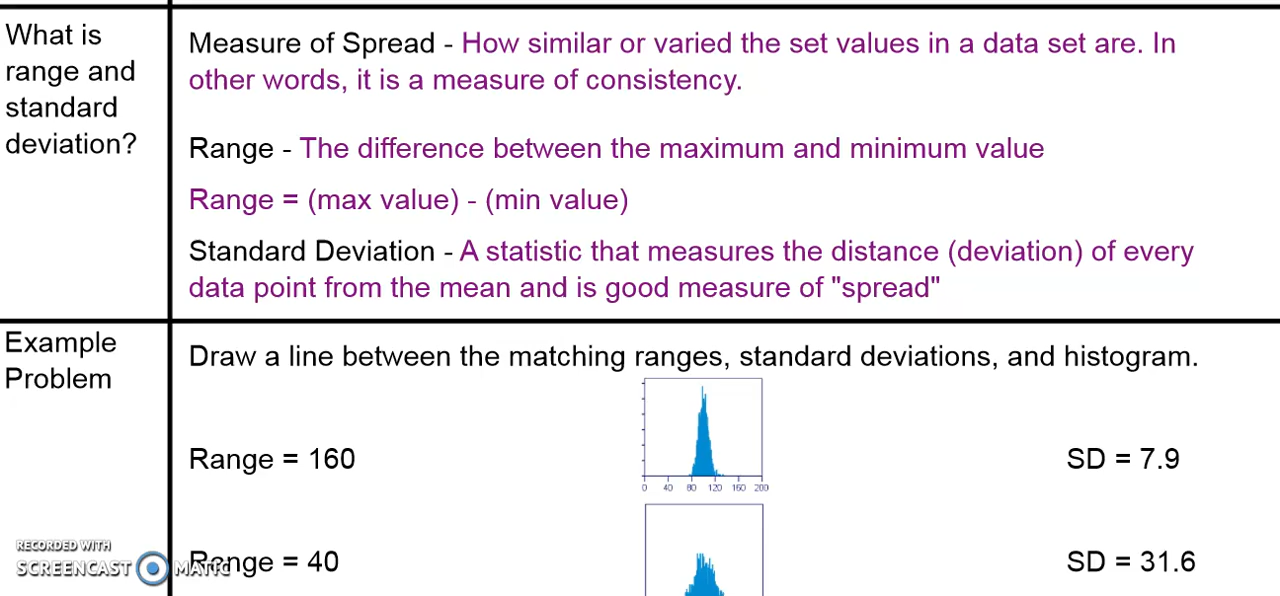 What is
range and
standard
deviation?
Measure of Spread - How similar or varied the set values in a data set are. In
other words, it is a measure of consistency.
Range - The difference between the maximum and minimum value
Range = (max value) - (min value)
Standard Deviation - A statistic that measures the distance (deviation) of every
data point from the mean and is good measure of "spread"
Example
Problem
Draw a line between the matching ranges, standard deviations, and histogram.
Range = 160
0 40 80 120 160 200
SD = 7.9
Range = 40
SD = 31.6
RECORDED WITH
SCREENCAST MATIC